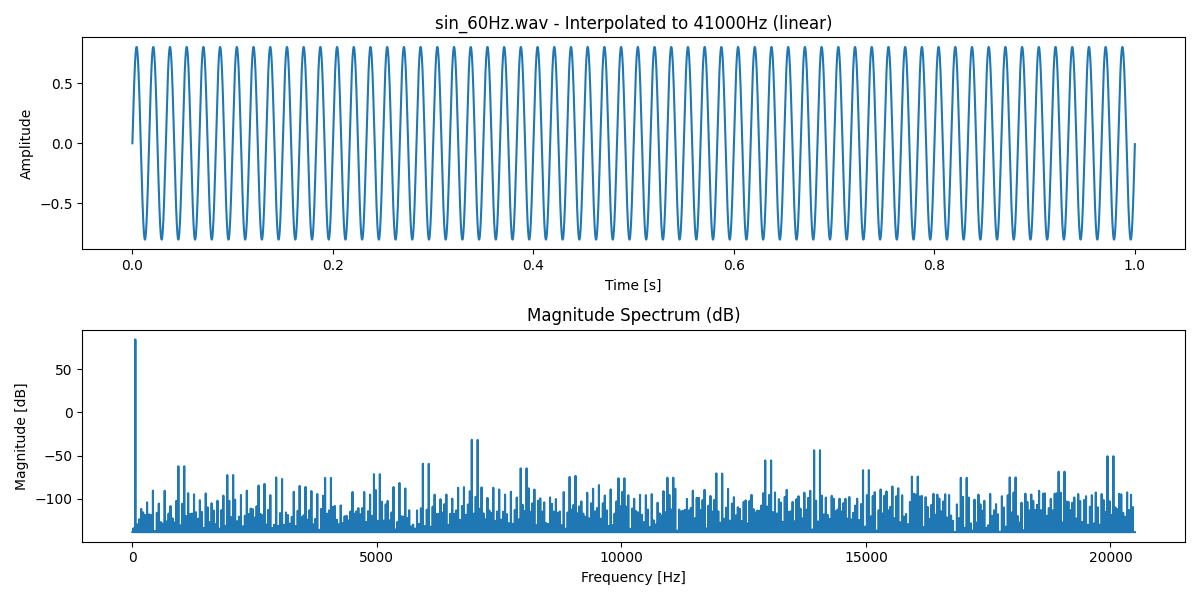 sin_60Hz.wav - Interpolated to 41000Hz (linear)
0.5
0.0
−0.5
Amplitude
0.0 0.2 0.4 0.6 0.8 1.0
Time [s]
Magnitude Spectrum (dB)
50
0
−50
−100
Magnitude [dB]
0 5000 10000 15000 20000
Frequency [Hz]